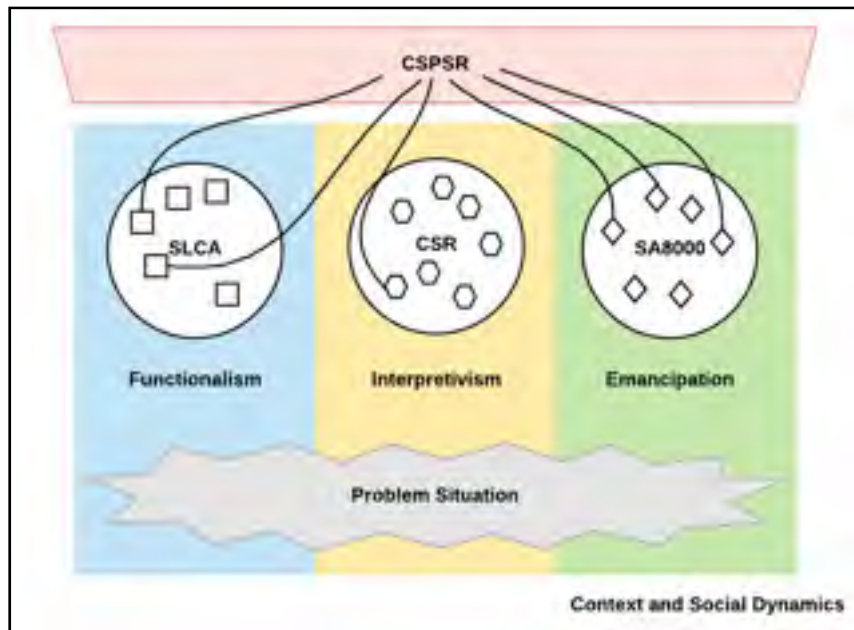 CSPSR
SLCA
CSR
SA8000
Functionalism
Interpretivism
Emancipation
Problem Situation
Context and Social Dynamics